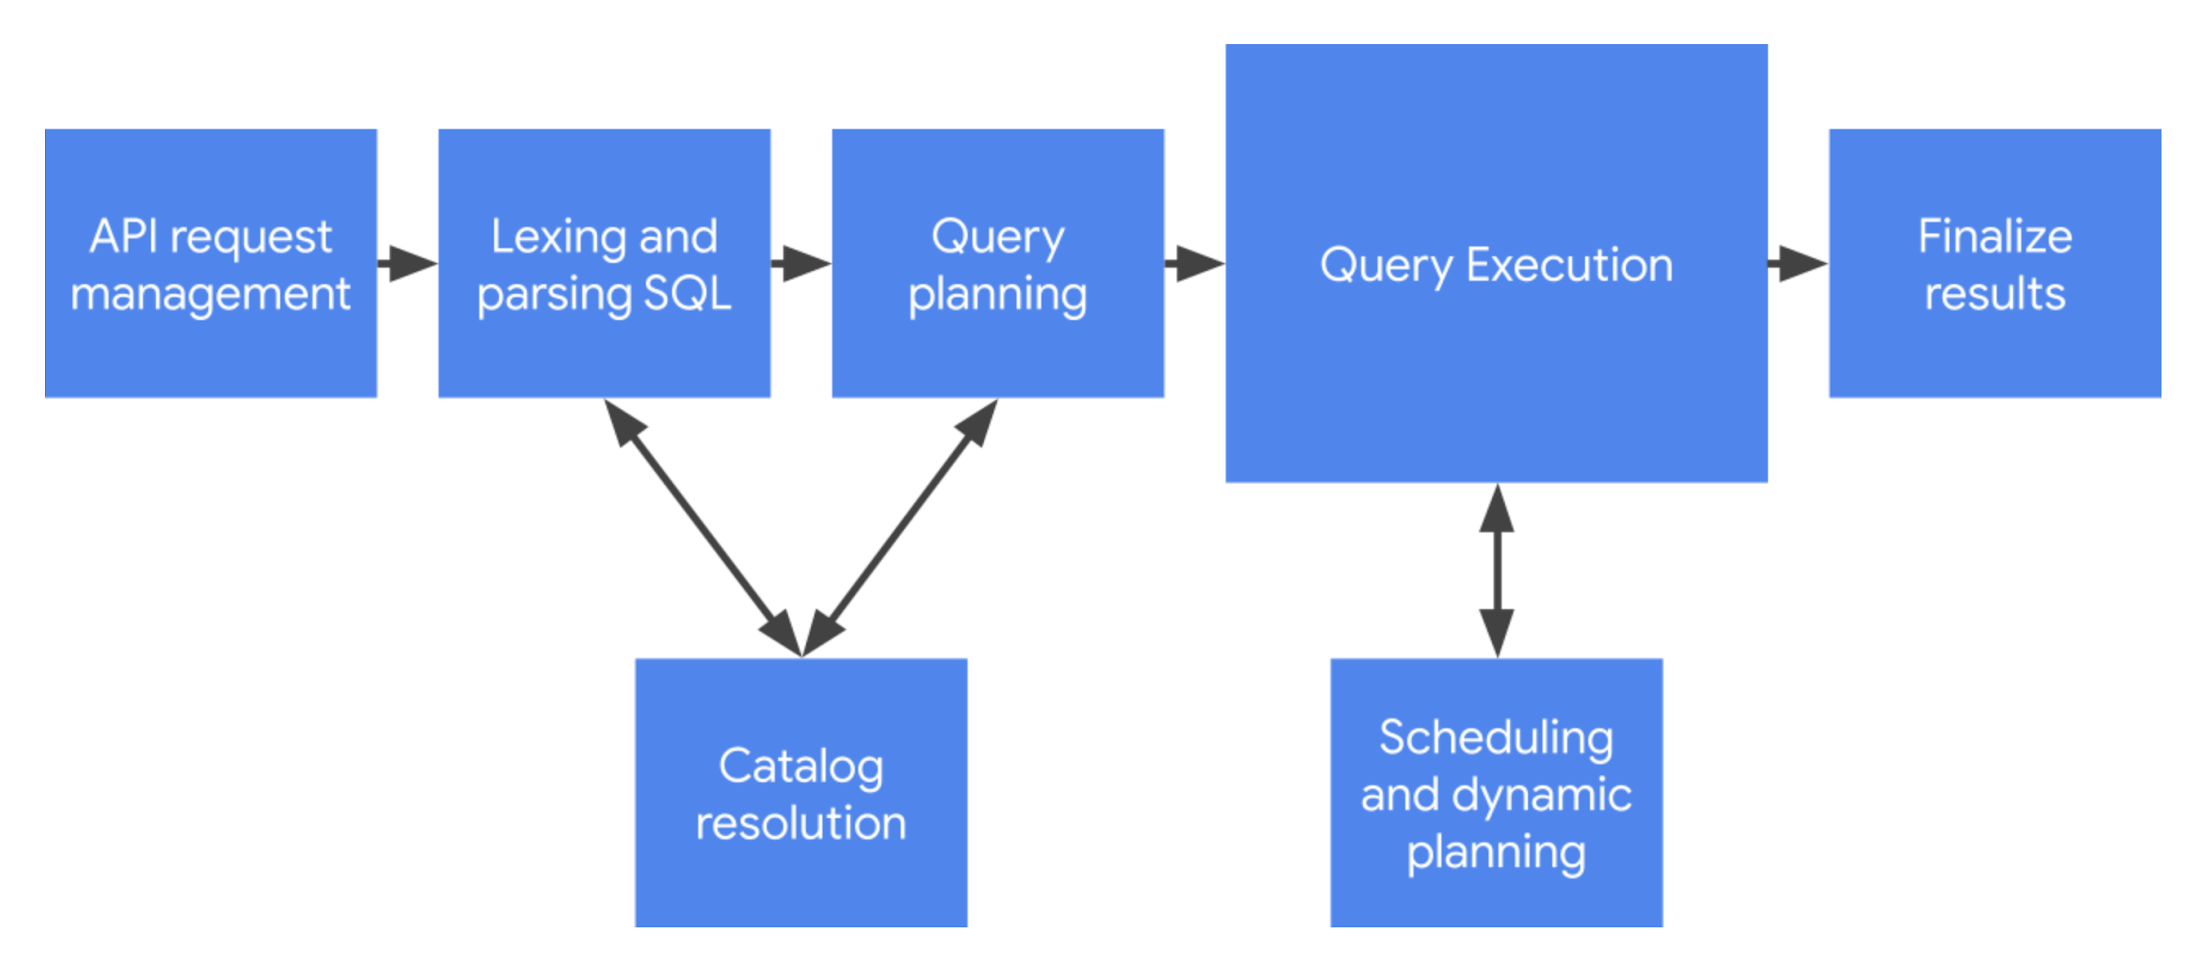 API request
management
Lexing and
parsing SQL
Query
planning
Query Execution
Finalize
results
Catalog
resolution
Scheduling
and dynamic
planning